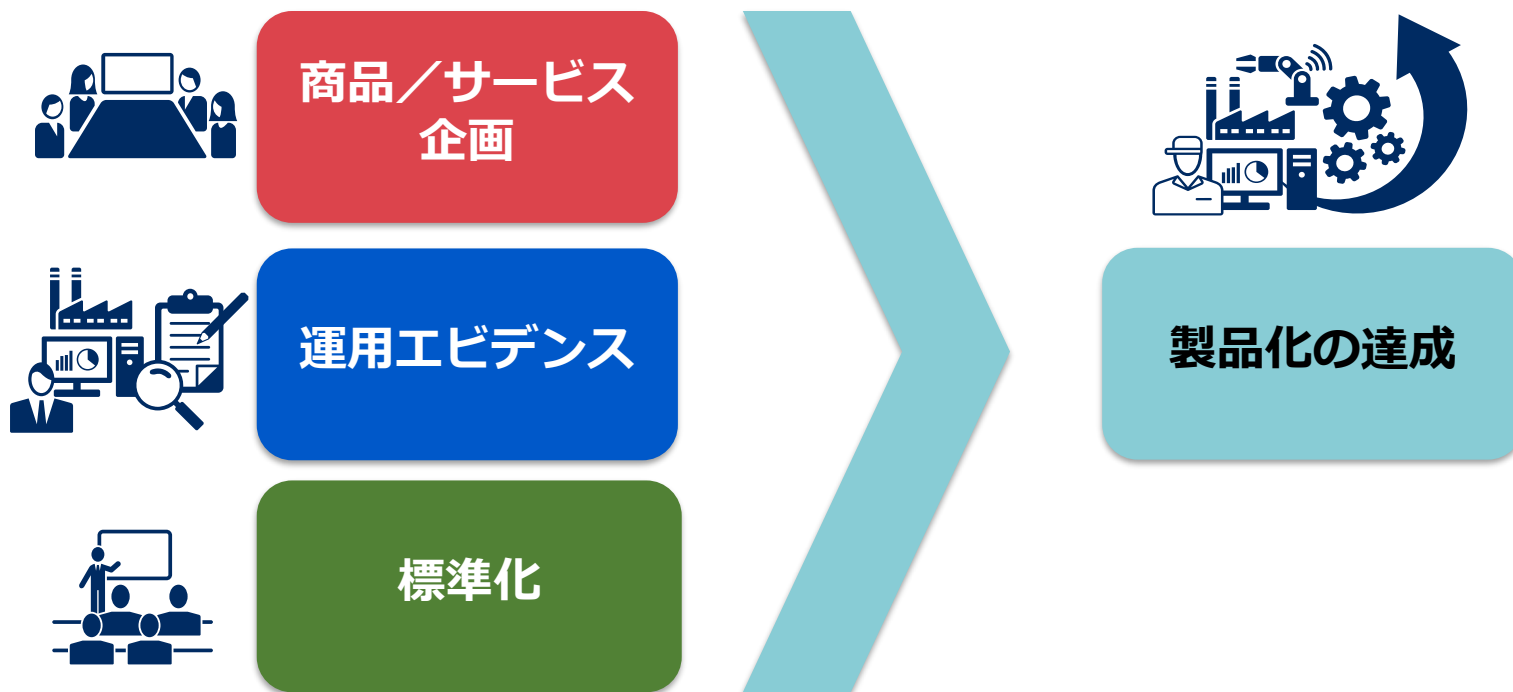 商品／サービス
企画
運用エビデンス
標準化
製品化の達成